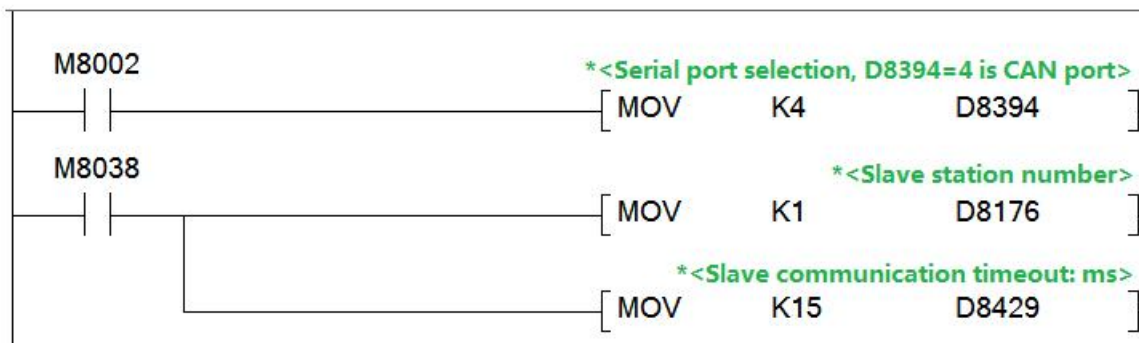 M8002
*<Serial port selection, D8394=4 is CAN port>
MOV K4 D8394
M8038
*<Slave station number>
MOV K1 D8176
*<Slave communication timeout: ms>
MOV K15 D8429